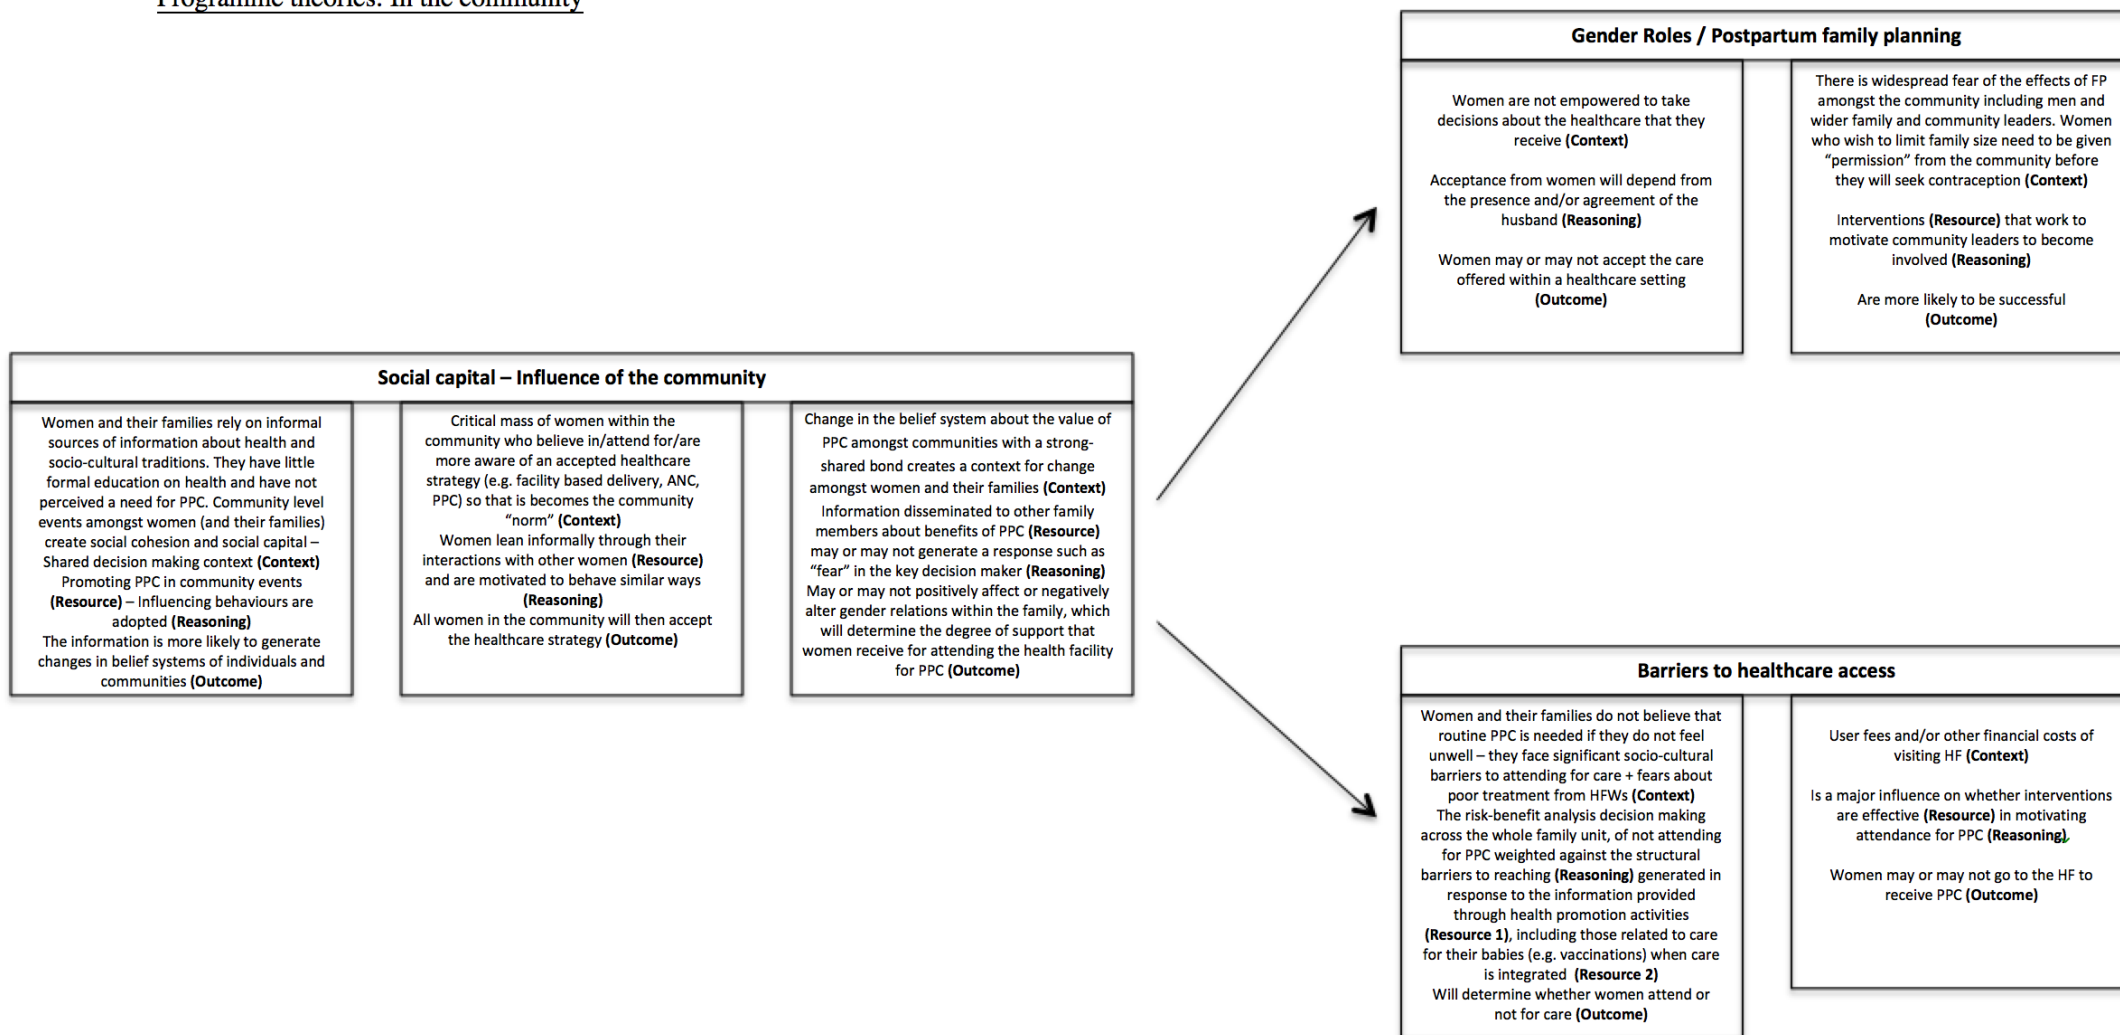 Programme theories: In the community
Gender Roles / Postpartum family planning
Women are not empowered to take
decisions about the healthcare that they
receive (Context)
Acceptance from women will depend from
the presence and/or agreement of the
husband (Reasoning)
Women may or may not accept the care
offered within a healthcare setting
(Outcome)
There is widespread fear of the effects of FP
amongst the community including men and
wider family and community leaders. Women
who wish to limit family size need to be given
“permission” from the community before
they will seek contraception (Context)
Interventions (Resource) that work to
motivate community leaders to become
involved (Reasoning)
Are more likely to be successful
(Outcome)
Social capital – Influence of the community
Women and their families rely on informal
sources of information about health and
socio-cultural traditions. They have little
formal education on health and have not
perceived a need for PPC. Community level
events amongst women (and their families)
create social cohesion and social capital –
Shared decision making context (Context)
Promoting PPC in community events
(Resource) – Influencing behaviours are
adopted (Reasoning)
The information is more likely to generate
changes in belief systems of individuals and
communities (Outcome)
Critical mass of women within the
community who believe in/attend for/are
more aware of an accepted healthcare
strategy (e.g. facility based delivery, ANC,
PPC) so that is becomes the community
“norm” (Context)
Women lean informally through their
interactions with other women (Resource)
and are motivated to behave similar ways
(Reasoning)
All women in the community will then accept
the healthcare strategy (Outcome)
Change in the belief system about the value of
PPC amongst communities with a strong-
shared bond creates a context for change
amongst women and their families (Context)
Information disseminated to other family
members about benefits of PPC (Resource)
may or may not generate a response such as
“fear” in the key decision maker (Reasoning)
May or may not positively affect or negatively
alter gender relations within the family, which
will determine the degree of support that
women receive for attending the health facility
for PPC (Outcome)
Barriers to healthcare access
Women and their families do not believe that
routine PPC is needed if they do not feel
unwell – they face significant socio-cultural
barriers to attending for care + fears about
poor treatment from HFWs (Context)
The risk-benefit analysis decision making
across the whole family unit, of not attending
for PPC weighted against the structural
barriers to reaching (Reasoning) generated in
response to the information provided
through health promotion activities
(Resource 1), including those related to care
for their babies (e.g. vaccinations) when care
is integrated (Resource 2)
Will determine whether women attend or
not for care (Outcome)
User fees and/or other financial costs of
visiting HF (Context)
Is a major influence on whether interventions
are effective (Resource) in motivating
attendance for PPC (Reasoning),
Women may or may not go to the HF to
receive PPC (Outcome)